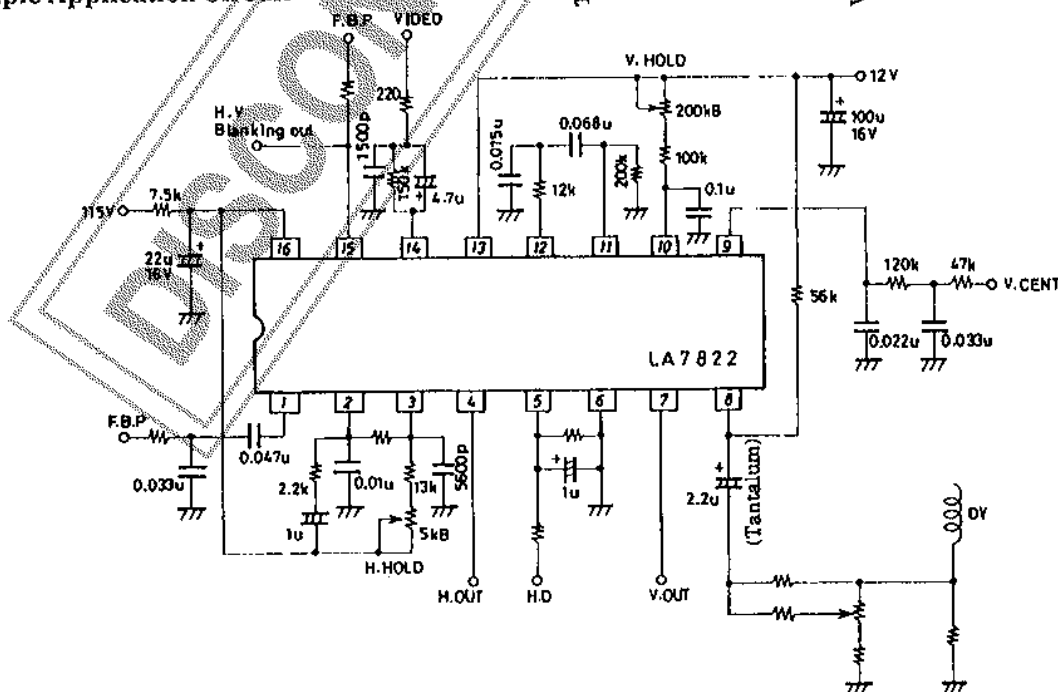 F.B.P VIDEO
V. HOLD
12V
220
200kB
100u
16V
H.V
Blanking out
1500p
150k
4.7u
0.075u
0.068u
12k
200k
100k
0.1u
115V
7.5k
22u
16V
DISCON
16 15 14 13 12 11 10 9
120k 47k
V.CENT
56k
0.022u 0.033u
LA7822
1 2 3 4 5 6 7 8
F.B.P
0.047u
0.033u
2.2k
0.01u
13k
5600p
1u
5kB
H.HOLD
1u
2.2u
(Tantalum)
DY
H.OUT
H.D
V.OUT